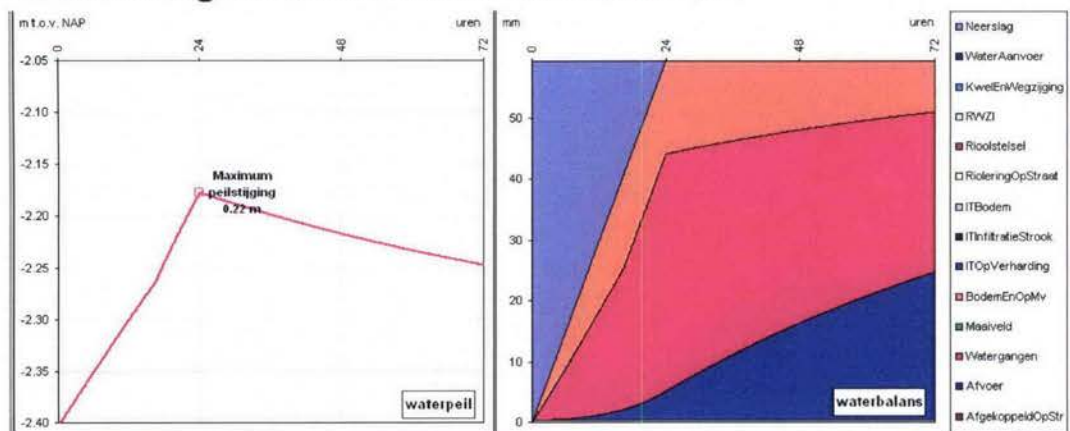 m t.o.v. NAP
uren
0
24
48
72
-2.05
-2.10
-2.15
-2.20
-2.25
-2.30
-2.35
-2.40
Maximum
peilstijging
0.22 m
waterpeil
mm
uren
0
24
48
72
50
40
30
20
10
0
waterbalans
Neerslag
WaterAanvoer
KwelEnWegzijging
RWZI
Rioolstelsel
RioleringOpStraat
ITBodem
ITInfiltratieStrook
ITOpVerharding
BodemEnOpMv
Maaiveld
Watergangen
Afvoer
AfgekoppeldOpStr